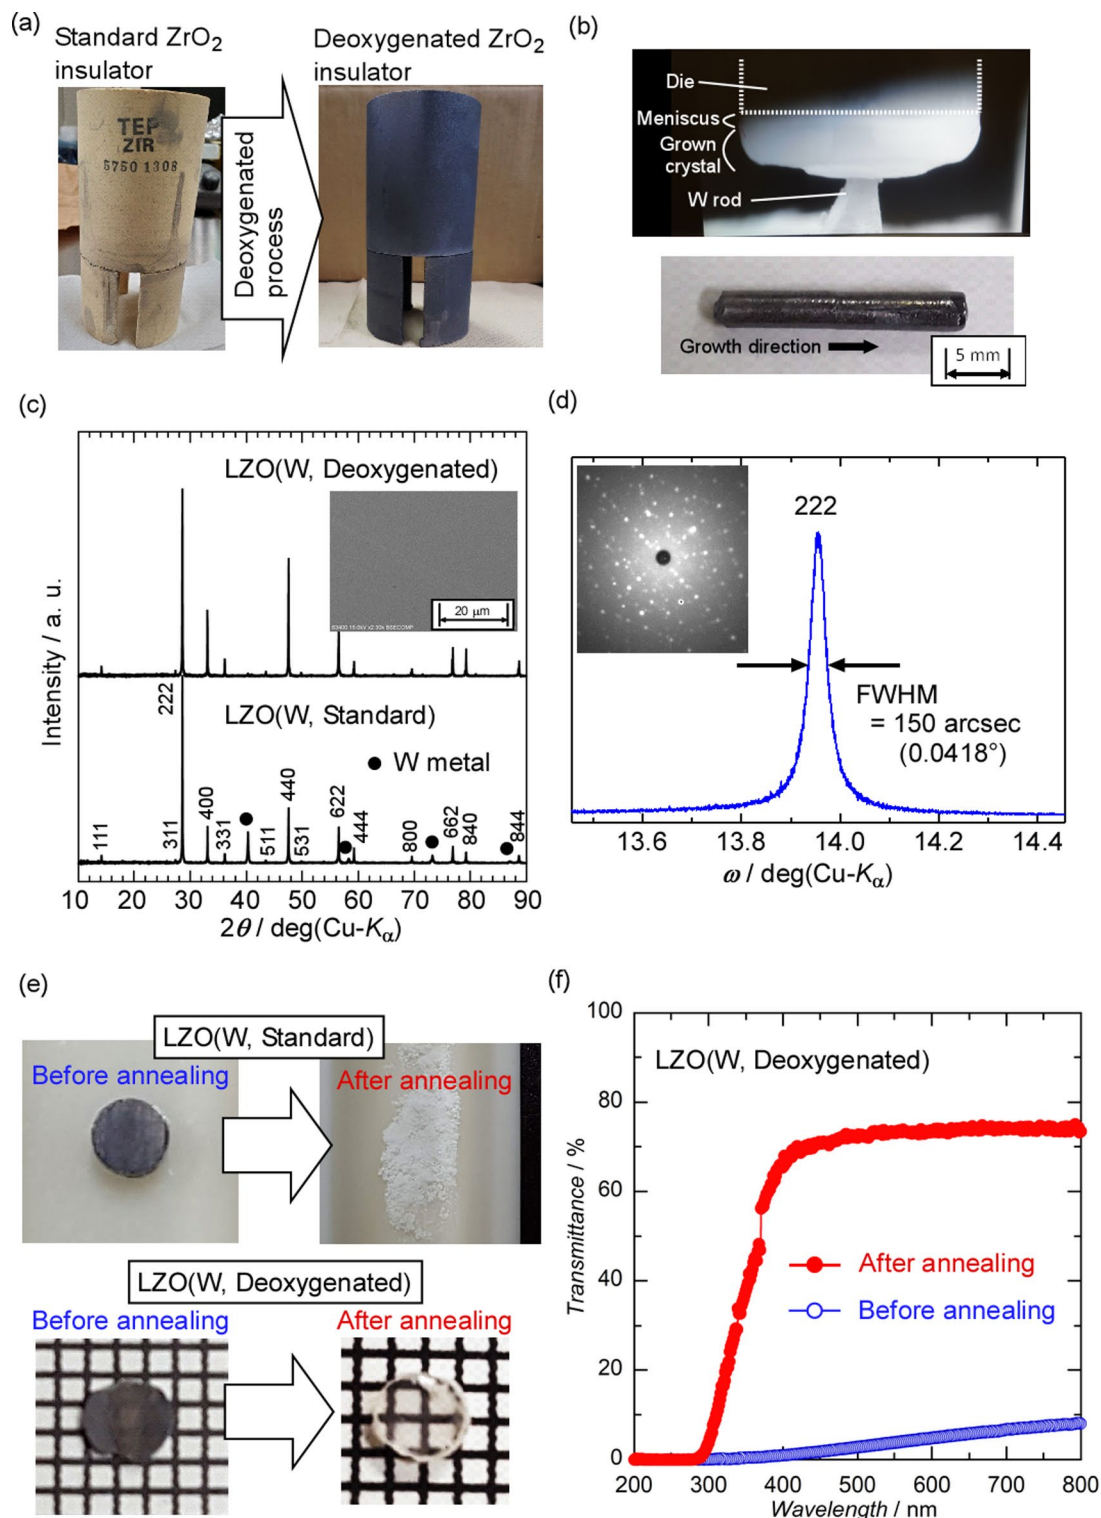 (a)
Standard ZrO₂
insulator
Deoxygenated ZrO₂
insulator
TEP
ZIR
5750 1308
Deoxygenated
process
(b)
Die
Meniscus
Grown
crystal
W rod
Growth direction
5 mm
(c)
LZO(W, Deoxygenated)
20 μm
222
LZO(W, Standard)
W metal
111
311
400
331
511
440
531
622
444
800
662
840
844
Intensity / a. u.
10 20 30 40 50 60 70 80 90
2θ / deg(Cu-Kα)
(d)
222
FWHM
= 150 arcsec
(0.0418°)
13.6 13.8 14.0 14.2 14.4
ω / deg(Cu-Kα)
(e)
LZO(W, Standard)
Before annealing
After annealing
LZO(W, Deoxygenated)
Before annealing
After annealing
(f)
100
80
60
40
20
0
LZO(W, Deoxygenated)
After annealing
Before annealing
Transmittance / %
200 300 400 500 600 700 800
Wavelength / nm